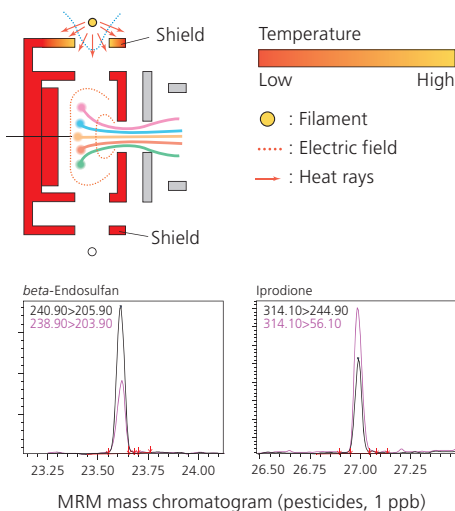 Shield
Temperature
Low High
: Filament
: Electric field
: Heat rays
Shield
beta-Endosulfan
240.90>205.90
238.90>203.90
23.25 23.50 23.75 24.00
Iprodione
314.10>244.90
314.10>56.10
26.50 26.75 27.00 27.25
MRM mass chromatogram (pesticides, 1 ppb)